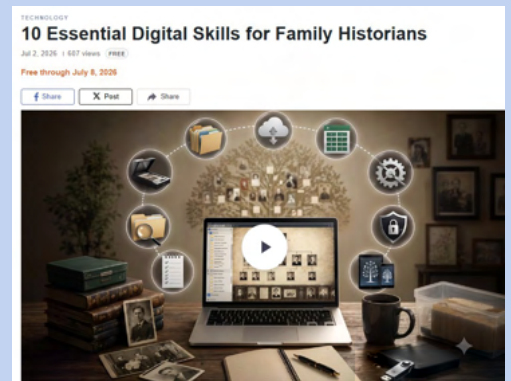 TECHNOLOGY
10 Essential Digital Skills for Family Historians
Jul 2, 2026 | 607 views FREE
Free through July 8, 2026
Share X Post Share